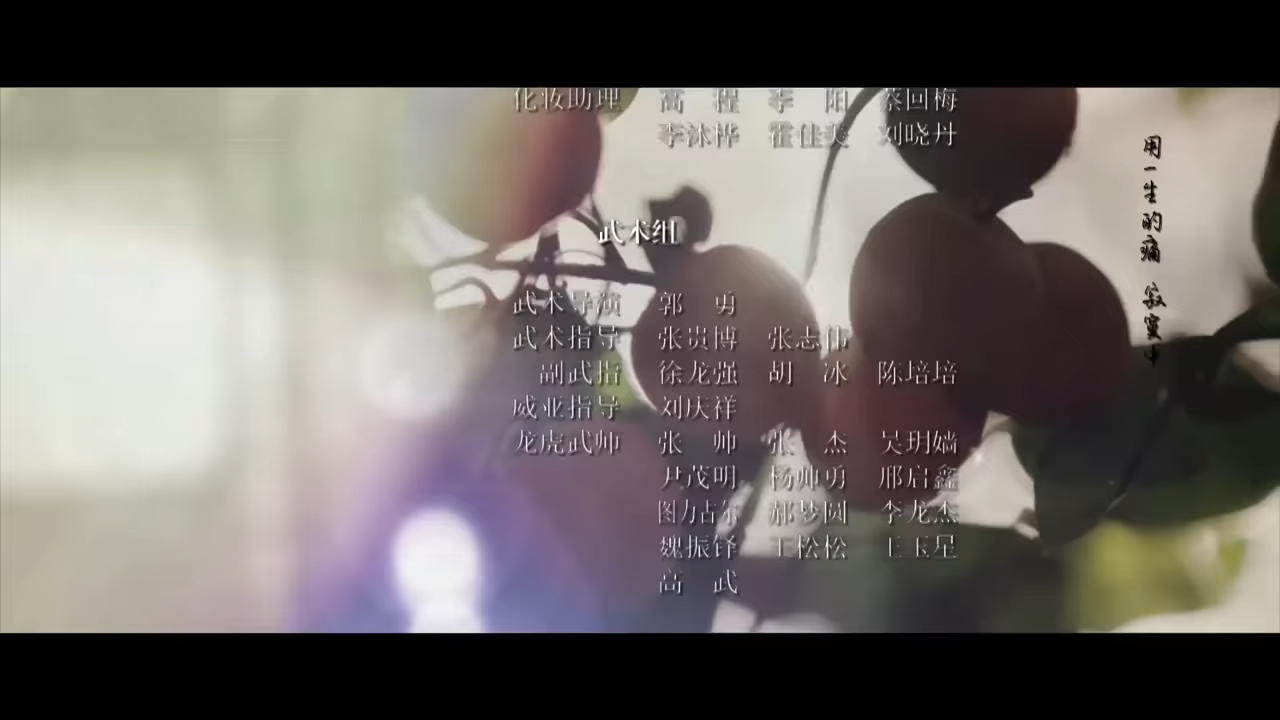 化妆助理 高 程 李 阳 蔡回梅
李沐桦 霍佳美 刘晓丹
武术组
武术导演 郭 勇
武术指导 张贵博 张志伟
副武指 徐龙强 胡 冰 陈培培
威亚指导 刘庆祥
龙虎武师 张 帅 张 杰 吴玥嫱
尹茂明 杨帅勇 邢启鑫
图力古尔 郝梦圆 李龙杰
魏振铎 王松松 王玉星
高 武
用一生的痛 寂寞中